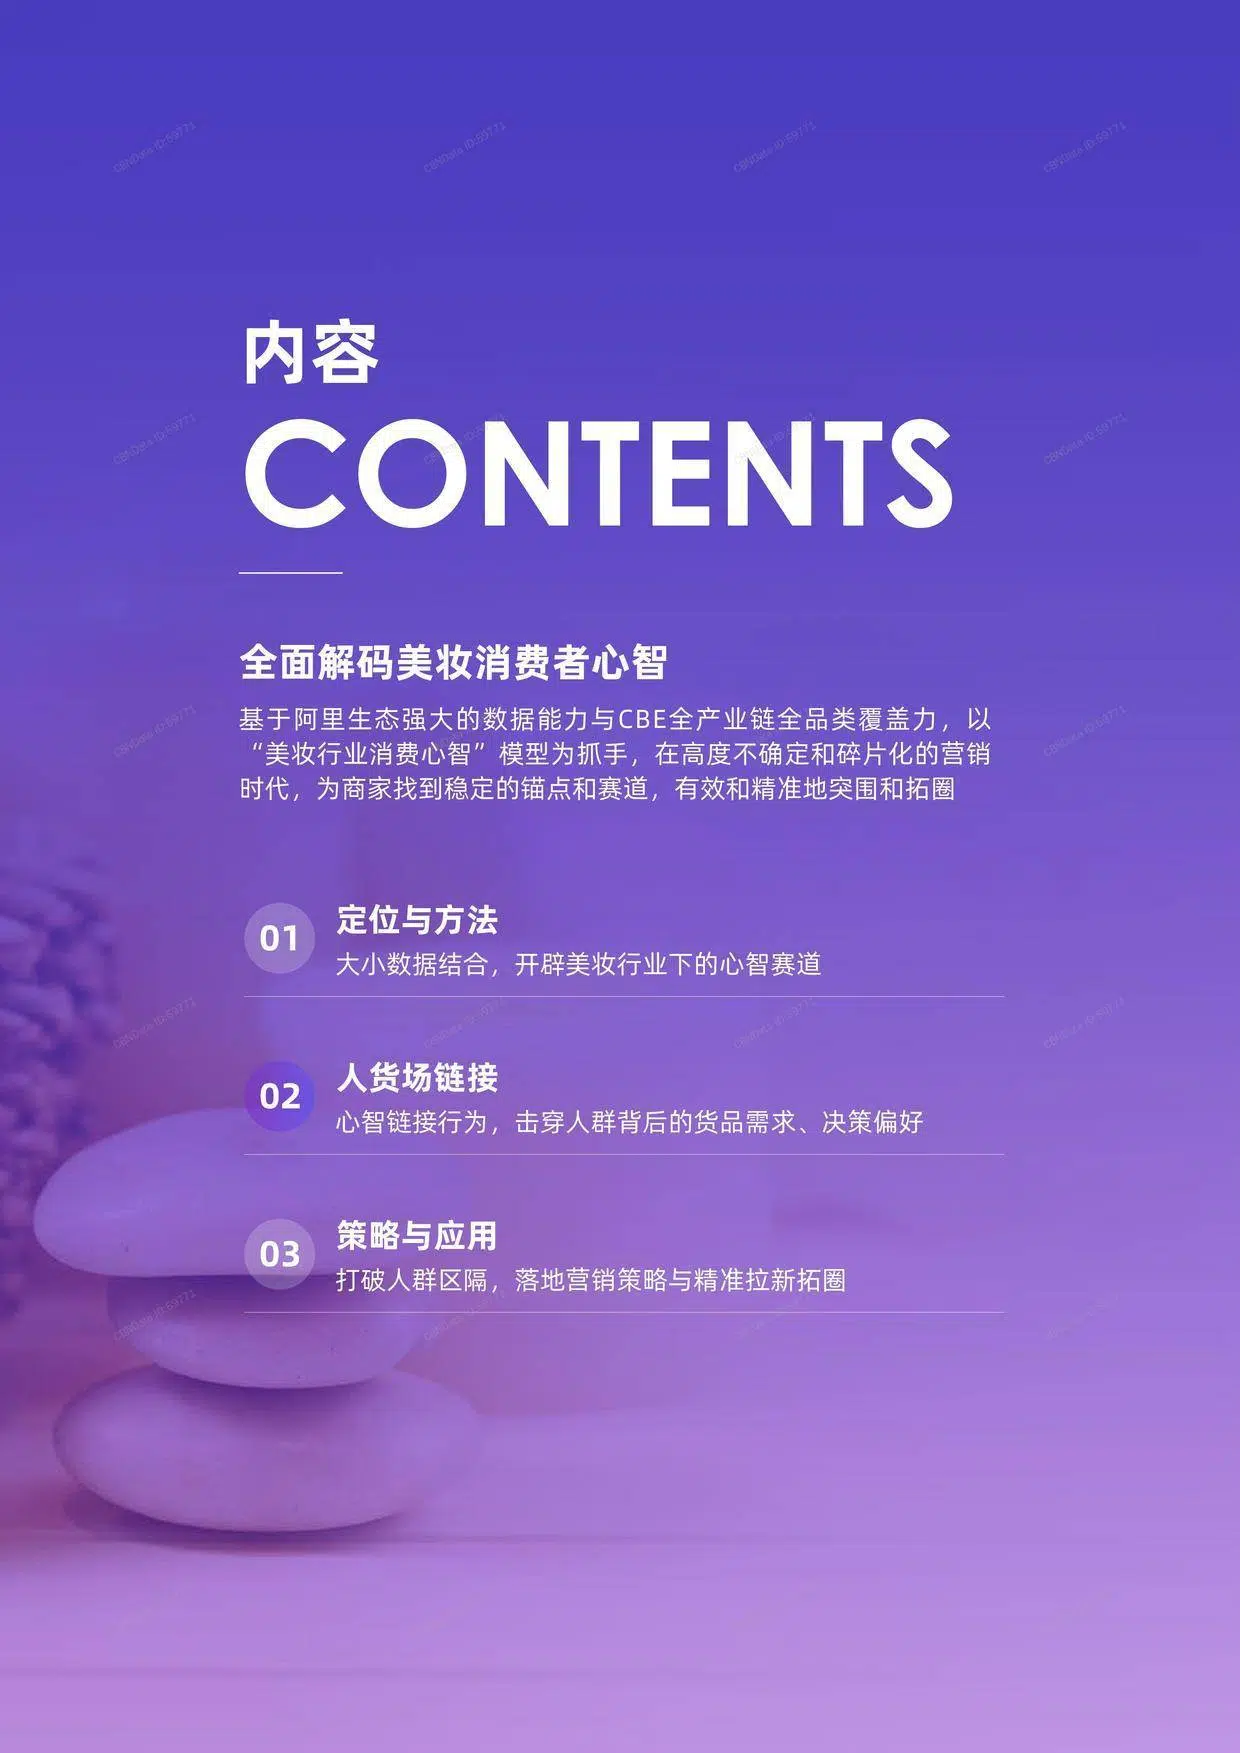 内容
CONTENTS
全面解码美妆消费者心智
基于阿里生态强大的数据能力与CBE全产业链全品类覆盖力，以
“美妆行业消费心智”模型为抓手，在高度不确定和碎片化的营销
时代，为商家找到稳定的锚点和赛道，有效和精准地突围和拓圈
01
定位与方法
大小数据结合，开辟美妆行业下的心智赛道
02
人货场链接
心智链接行为，击穿人群背后的货品需求、决策偏好
03
策略与应用
打破人群区隔，落地营销策略与精准拉新拓圈
CBNData ID:59771